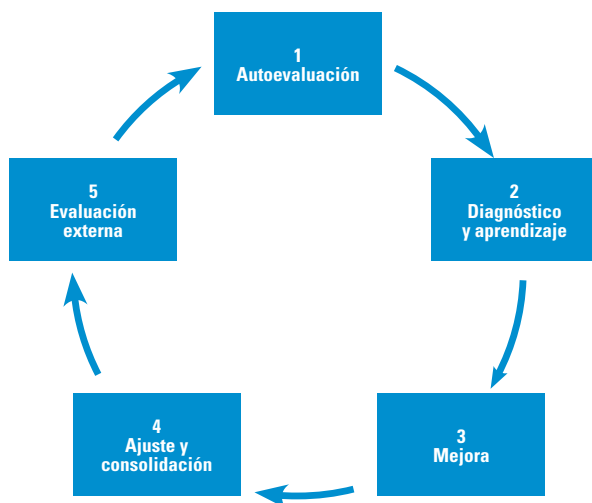 1
Autoevaluación
2
Diagnóstico
y aprendizaje
3
Mejora
4
Ajuste y
consolidación
5
Evaluación
externa